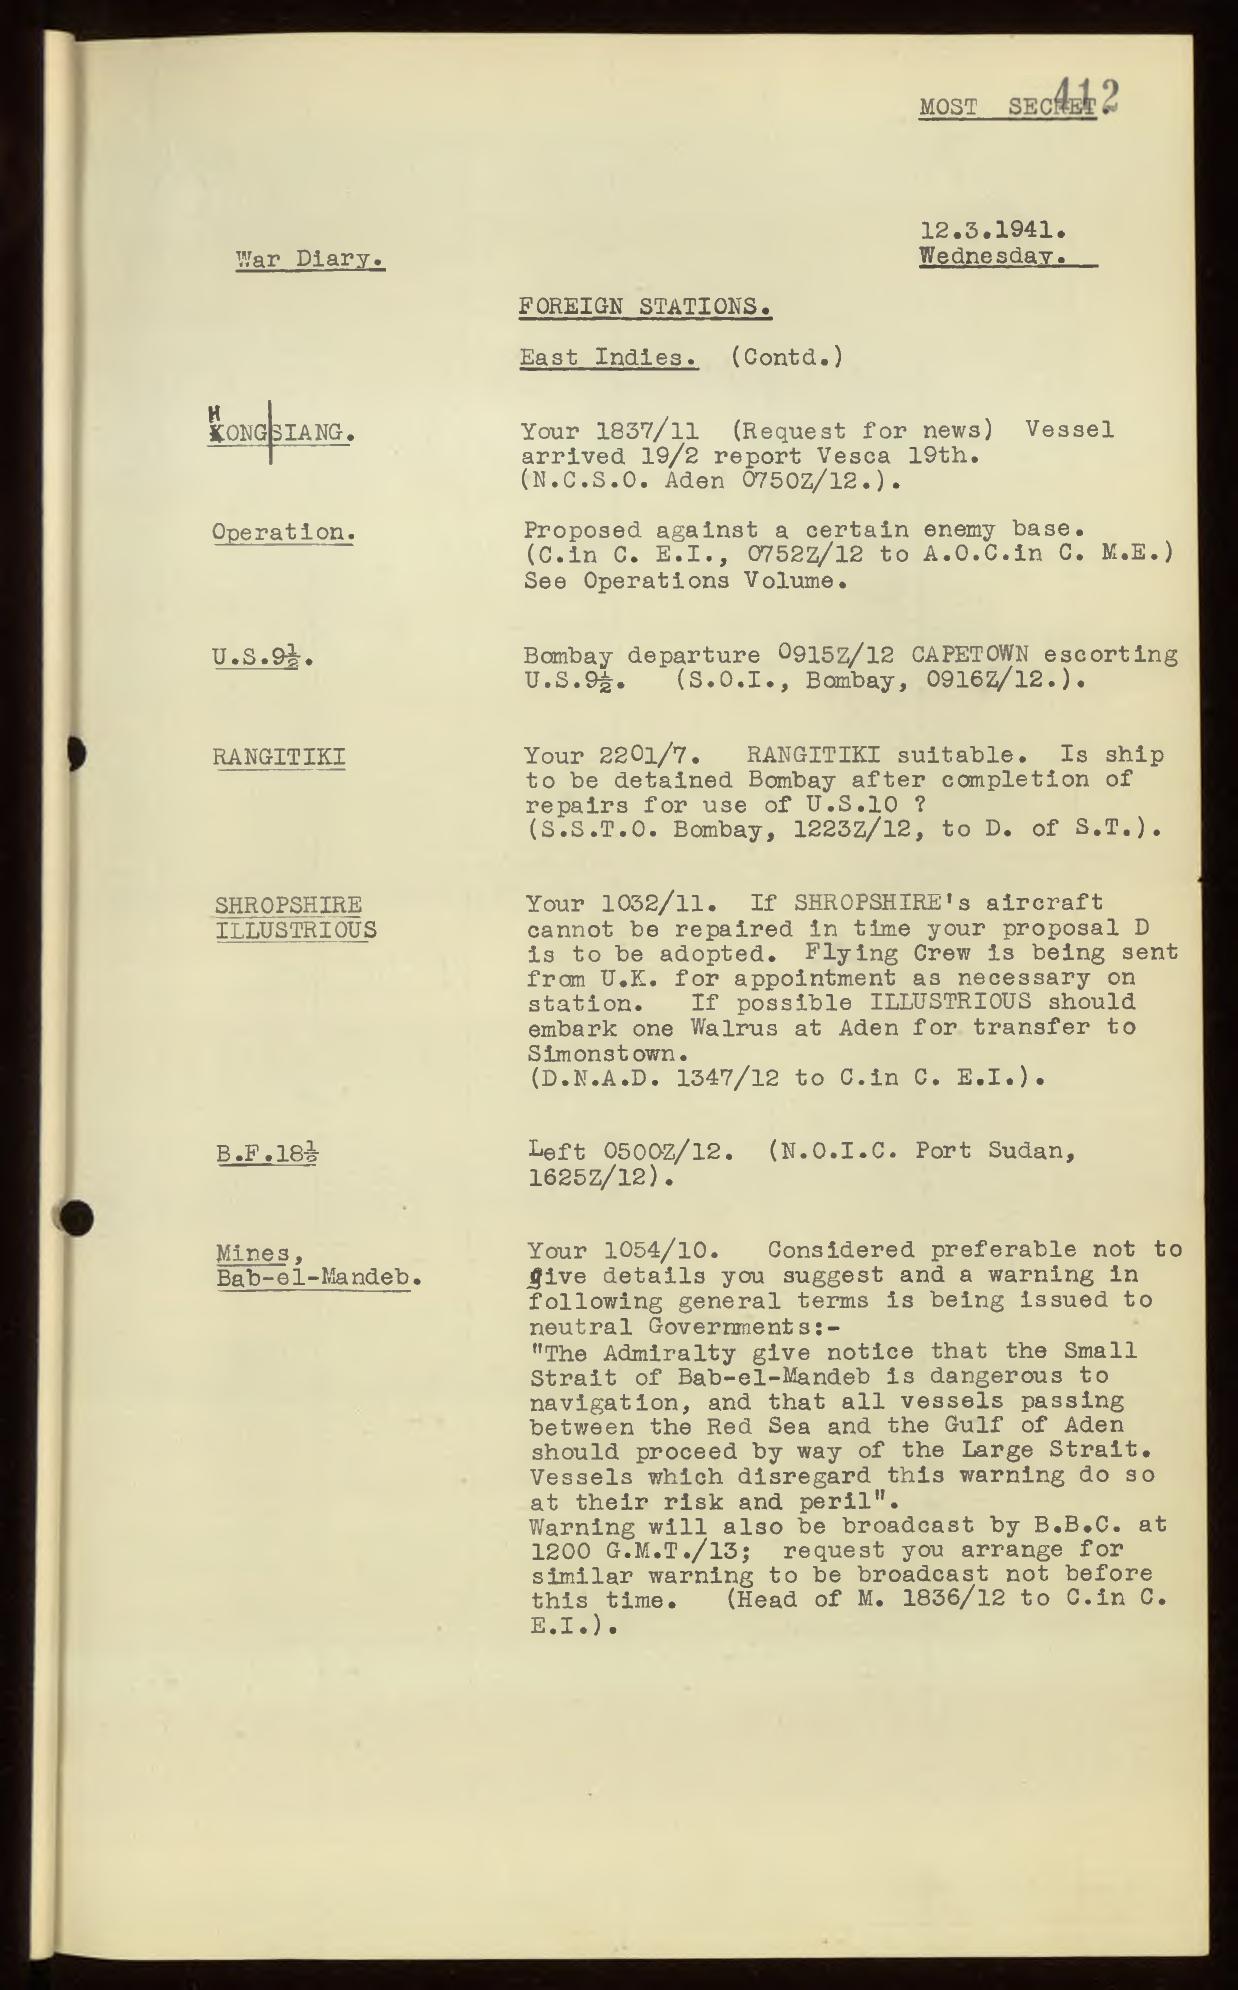 412
MOST SECRET.
12.3.1941.
War Diary.
Wednesday.
FOREIGN STATIONS.
East Indies. (Contd.)
HONG SIANG.
Your 1837/11 (Request for news) Vessel
arrived 19/2 report Vesca 19th.
(N.C.S.O. Aden 0750Z/12.).
Operation.
Proposed against a certain enemy base.
(C.in C. E.I., 0752Z/12 to A.O.C.in C. M.E.)
See Operations Volume.
U.S.9½.
Bombay departure 0915Z/12 CAPETOWN escorting
U.S.9½. (S.O.I., Bombay, 0916Z/12.).
RANGITIKI
Your 2201/7. RANGITIKI suitable. Is ship
to be detained Bombay after completion of
repairs for use of U.S.10 ?
(S.S.T.O. Bombay, 1223Z/12, to D. of S.T.).
SHROPSHIRE
ILLUSTRIOUS
Your 1032/11. If SHROPSHIRE's aircraft
cannot be repaired in time your proposal D
is to be adopted. Flying Crew is being sent
from U.K. for appointment as necessary on
station. If possible ILLUSTRIOUS should
embark one Walrus at Aden for transfer to
Simonstown.
(D.N.A.D. 1347/12 to C.in C. E.I.).
B.F.18½
Left 0500Z/12. (N.O.I.C. Port Sudan,
1625Z/12).
Mines,
Bab-el-Mandeb.
Your 1054/10. Considered preferable not to
give details you suggest and a warning in
following general terms is being issued to
neutral Governments:-
"The Admiralty give notice that the Small
Strait of Bab-el-Mandeb is dangerous to
navigation, and that all vessels passing
between the Red Sea and the Gulf of Aden
should proceed by way of the Large Strait.
Vessels which disregard this warning do so
at their risk and peril".
Warning will also be broadcast by B.B.C. at
1200 G.M.T./13; request you arrange for
similar warning to be broadcast not before
this time. (Head of M. 1836/12 to C.in C.
E.I.).